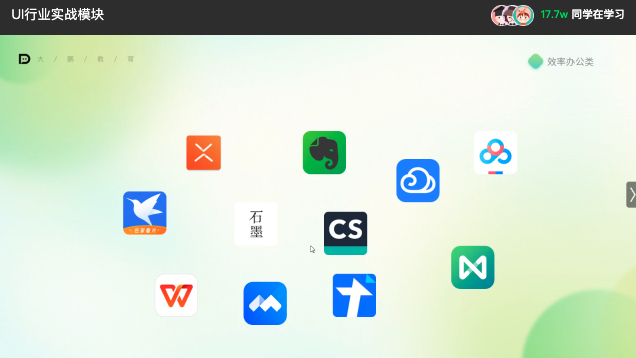 UI行业实战模块
17.7w 同学在学习
大 / 鹏 / 教 / 育
效率办公类
石
墨
CS